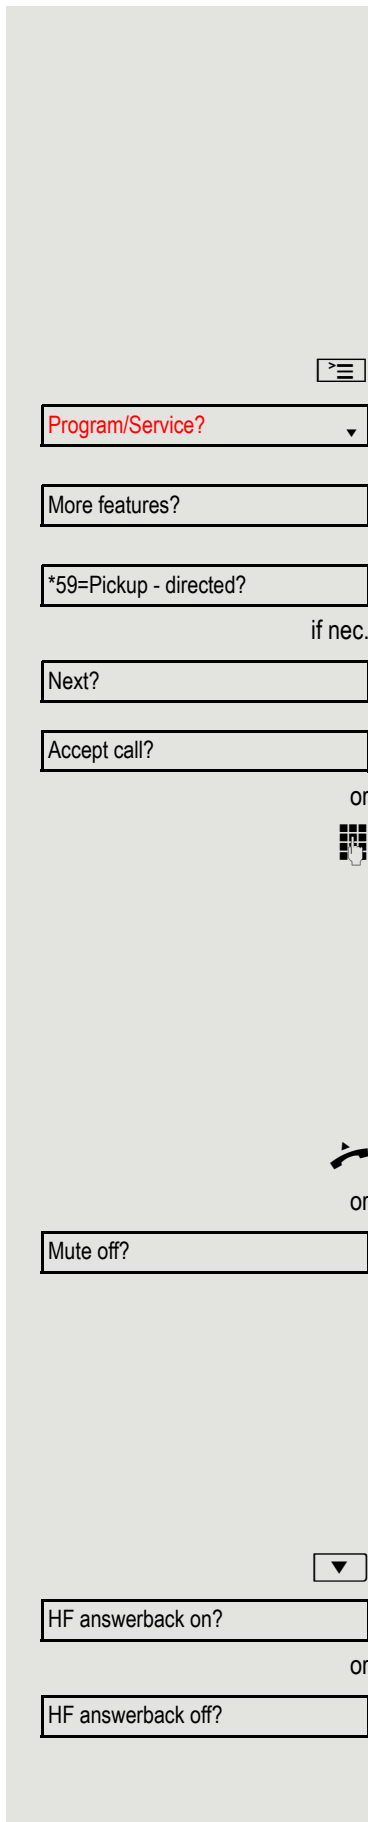 Program/Service?
More features?
*59=Pickup - directed?
if nec.
Next?
Accept call?
or
or
Mute off?
HF answerback on?
or
HF answerback off?